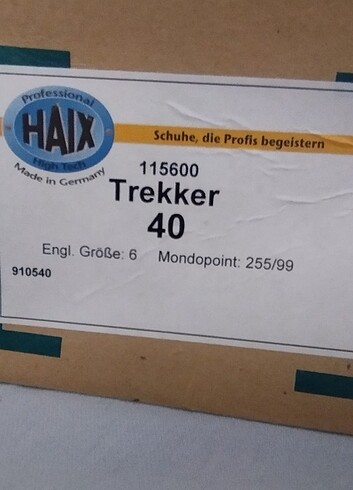 Professional
HAIX
High Tech
Made in Germany
Schuhe, die Profis begeistern
115600
Trekker
40
Engl. Größe: 6 Mondopoint: 255/99
910540